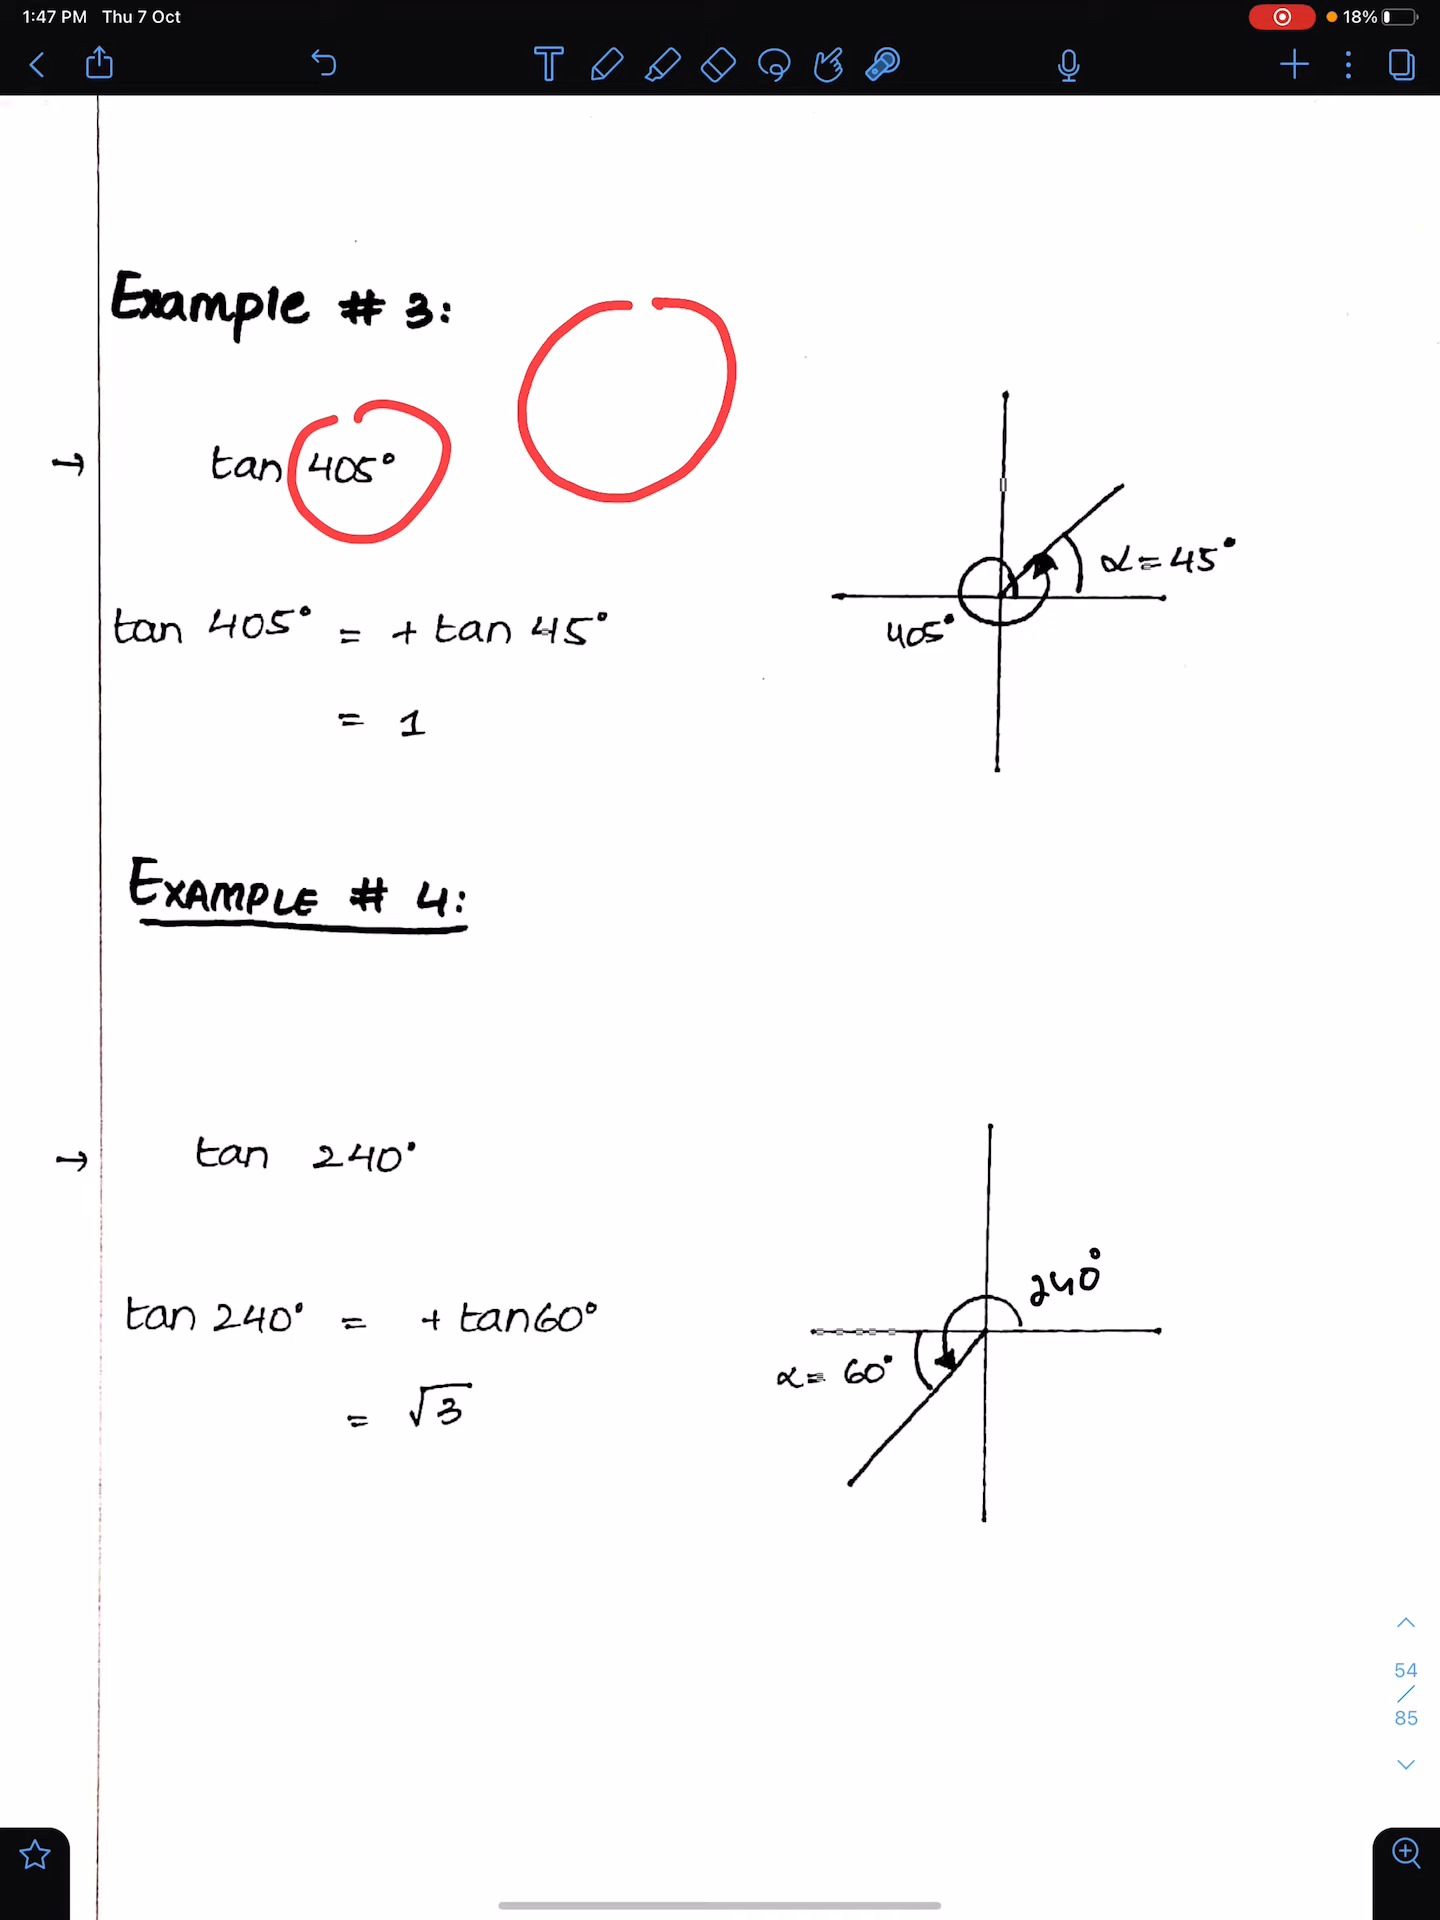 1:47 PM Thu 7 Oct
18%
Example # 3:
→ tan 405°
tan 405° = + tan 45°
= 1
α = 45°
405°
EXAMPLE # 4:
→ tan 240°
240°
tan 240° = + tan 60°
α = 60°
= √3
54
/
85